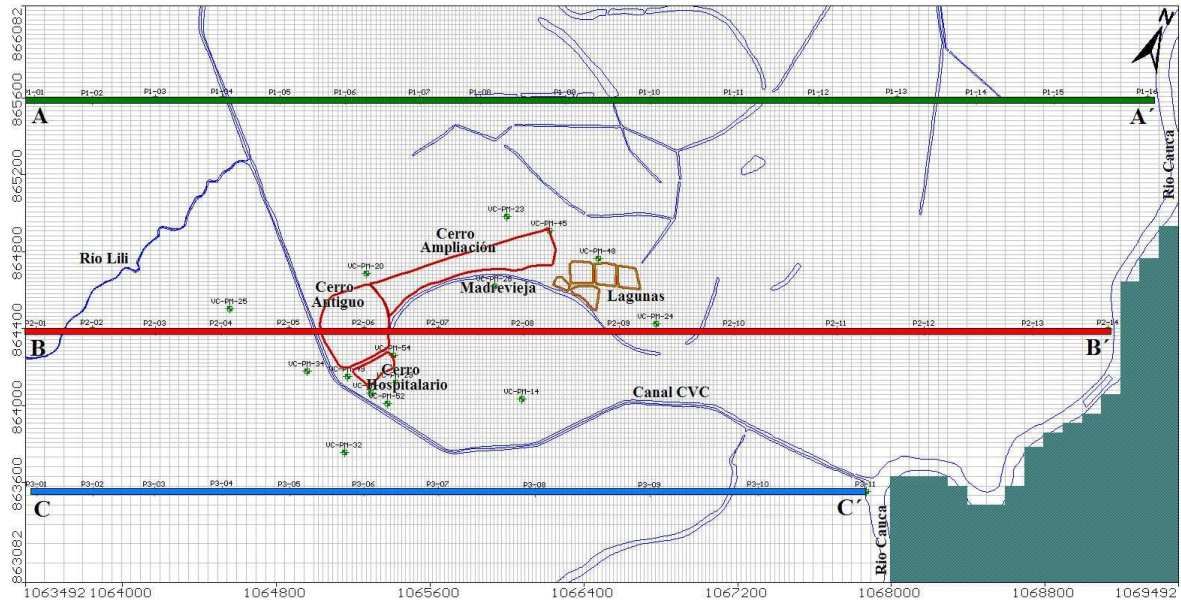 866082
N
P1-01 P1-02 P1-03 P1-04 P1-05 P1-06 P1-07 P1-08 P1-09 P1-10 P1-11 P1-12 P1-13 P1-14 P1-15 P1-16
865600
A A´
Rio Cauca
865200
VC-PM-23
VC-PM-45
Cerro
Ampliación
Río Lili
VC-PM-48
864800
VC-PM-20
Cerro
Antiguo
Madrevieja
Lagunas
VC-PM-25
VC-PM-24
P2-01 P2-02 P2-03 P2-04 P2-05 P2-06 P2-07 P2-08 P2-09 P2-10 P2-11 P2-12 P2-13 P2-14
864400
B B´
VC-PM-54
VC-PM-34
Cerro
Hospitalario
VC-PM-52
VC-PM-14
Canal CVC
864000
VC-PM-32
863600
P3-01 P3-02 P3-03 P3-04 P3-05 P3-06 P3-07 P3-08 P3-09 P3-10 P3-11
C C´
Rio Cauca
863082
1063492 1064000 1064800 1065600 1066400 1067200 1068000 1068800 1069492